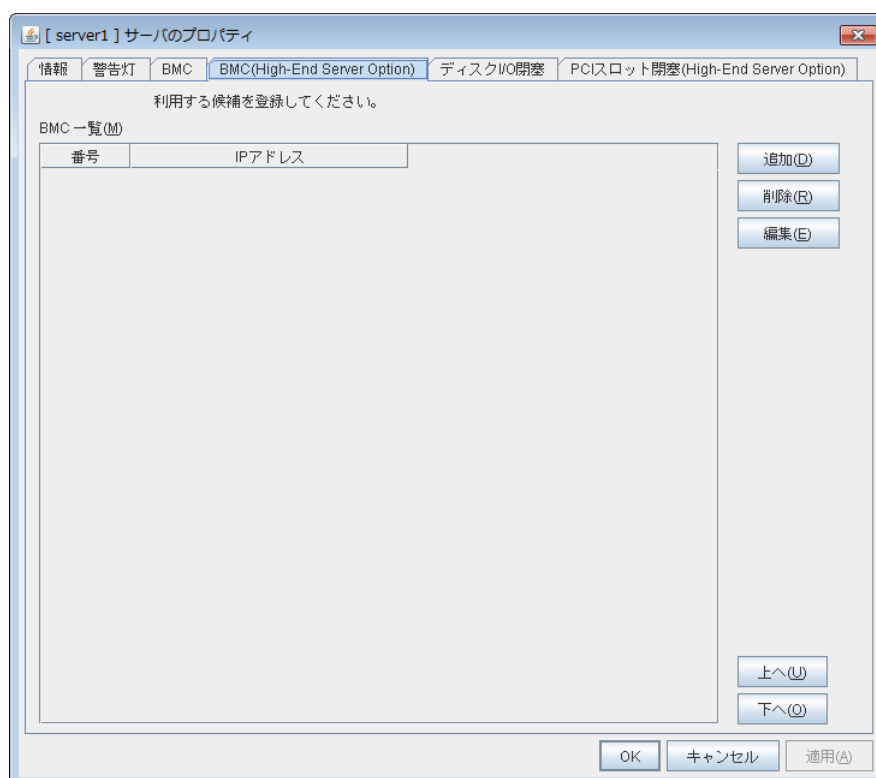 [ server1 ] サーバのプロパティ
情報 警告灯 BMC BMC(High-End Server Option) ディスクI/O閉塞 PCIスロット閉塞(High-End Server Option)
利用する候補を登録してください。
BMC 一覧(M)
番号 IPアドレス
追加(D)
削除(R)
編集(E)
上へ(U)
下へ(O)
OK キャンセル 適用(A)